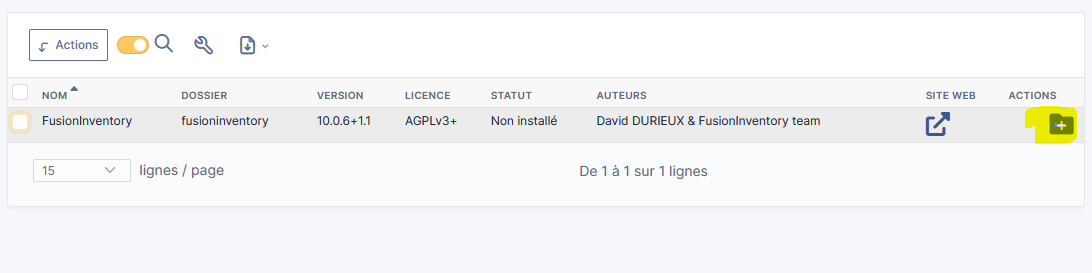 Actions
NOM DOSSIER VERSION LICENCE STATUT AUTEURS SITE WEB ACTIONS
FusionInventory fusioninventory 10.0.6+1.1 AGPLv3+ Non installé David DURIEUX & FusionInventory team
15 lignes / page De 1 à 1 sur 1 lignes